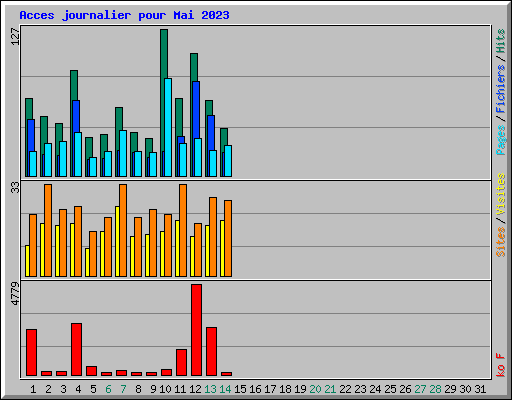 Acces journalier pour Mai 2023
127
Pages / Fichiers / Hits
33
Sites / Visites
4779
ko F
1 2 3 4 5 6 7 8 9 10 11 12 13 14 15 16 17 18 19 20 21 22 23 24 25 26 27 28 29 30 31